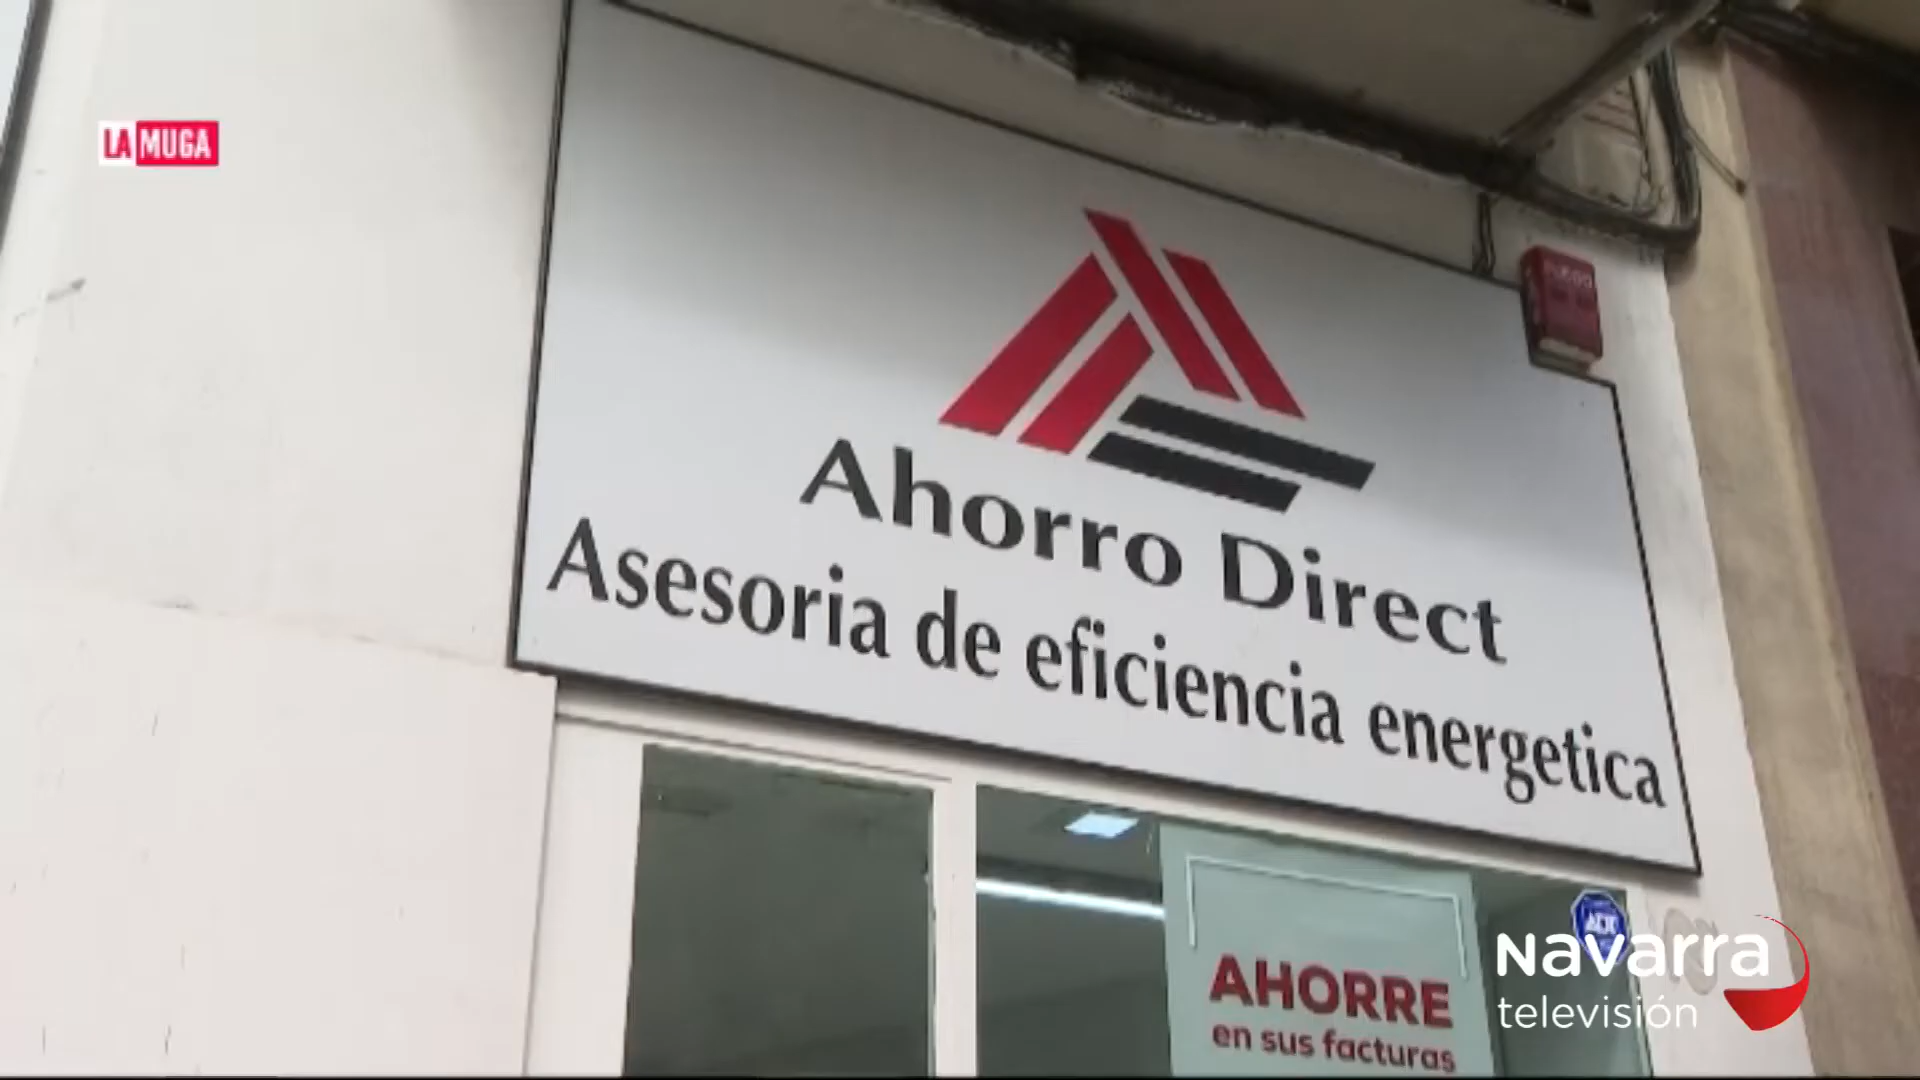 LA MUGA
Ahorro Direct
Asesoria de eficiencia energetica
AHORRE
en sus facturas
Navarra
televisión